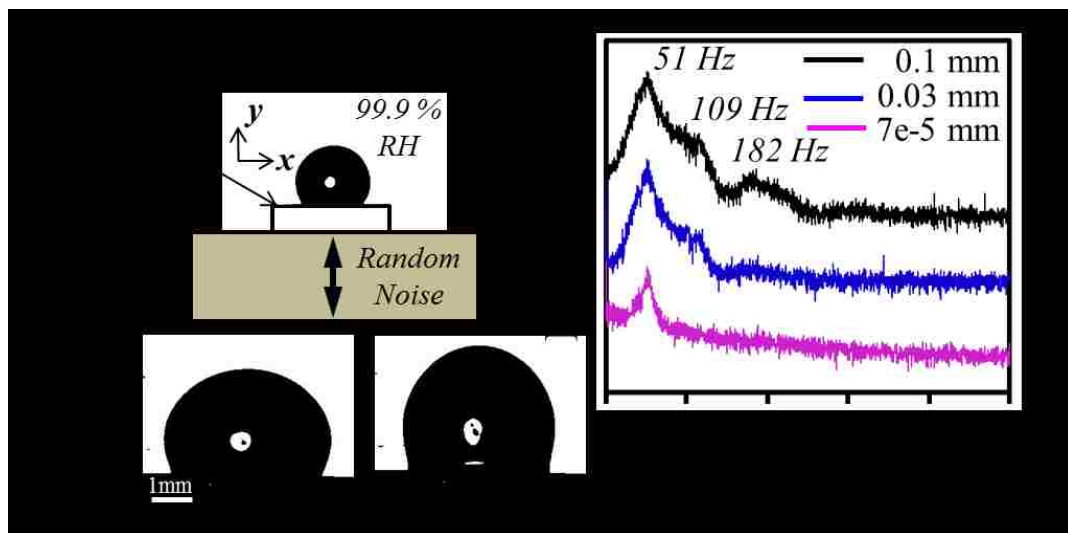 y
x
99.9 %
RH
Random
Noise
1mm
51 Hz
109 Hz
182 Hz
0.1 mm
0.03 mm
7e-5 mm